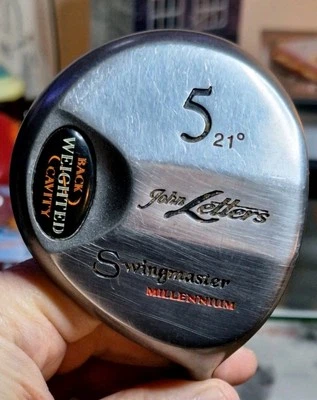 5 21°
John Letters
Swingmaster
MILLENNIUM
BACK
WEIGHTED
CAVITY